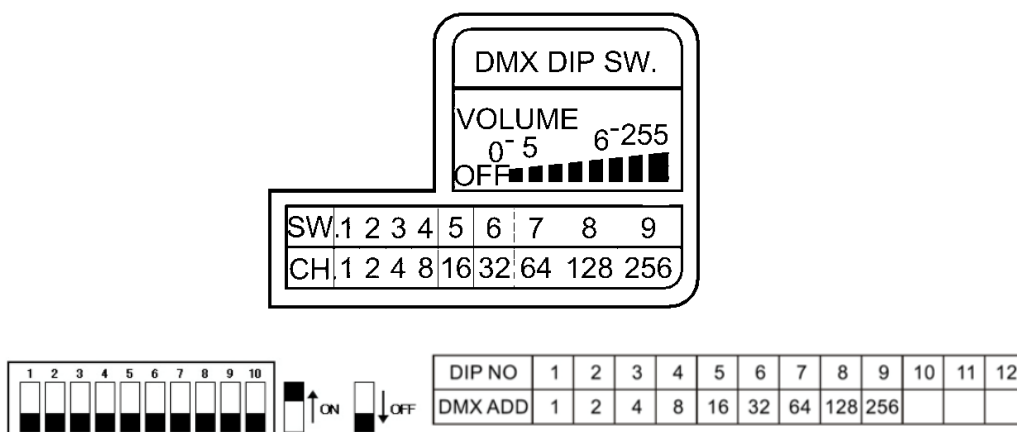 DMX DIP SW.
VOLUME
0-5 6-255
OFF
SW. 1 2 3 4 5 6 7 8 9
CH. 1 2 4 8 16 32 64 128 256
1 2 3 4 5 6 7 8 9 10
ON
OFF
DIP NO 1 2 3 4 5 6 7 8 9 10 11 12
DMX ADD 1 2 4 8 16 32 64 128 256